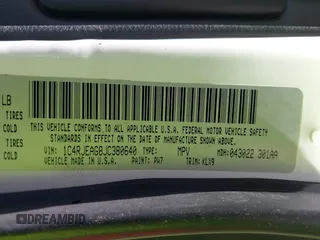 LB
TIRES
COLD
TIRES
COLD
THIS VEHICLE CONFORMS TO ALL APPLICABLE U.S.A. FEDERAL MOTOR VEHICLE SAFETY
STANDARDS IN EFFECT ON THE DATE OF MANUFACTURE SHOWN ABOVE.
VIN: 1C4RJEAG8JC380640 TYPE: MPV MDH: 043022 301AA
VEHICLE MADE IN U.S.A. PAINT: PW7 TRIM: KLX9
DREAMBID